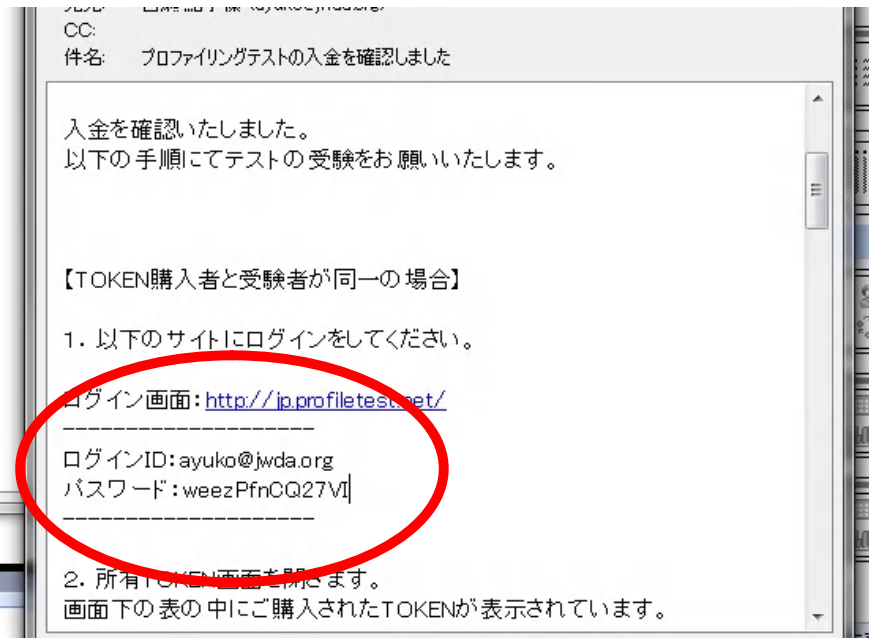 CC:
件名: プロファイリングテストの入金を確認しました
入金を確認いたしました。
以下の手順にてテストの受験をお願いいたします。
【TOKEN購入者と受験者が同一の場合】
1. 以下のサイトにログインをしてください。
ログイン画面:http://jp.profiletest.net/
--------------------
ログインID:ayuko@jwda.org
パスワード:weezPfnCQ27VI
--------------------
2. 所有TOKEN画面を開きます。
画面下の表の中にご購入されたTOKENが表示されています。